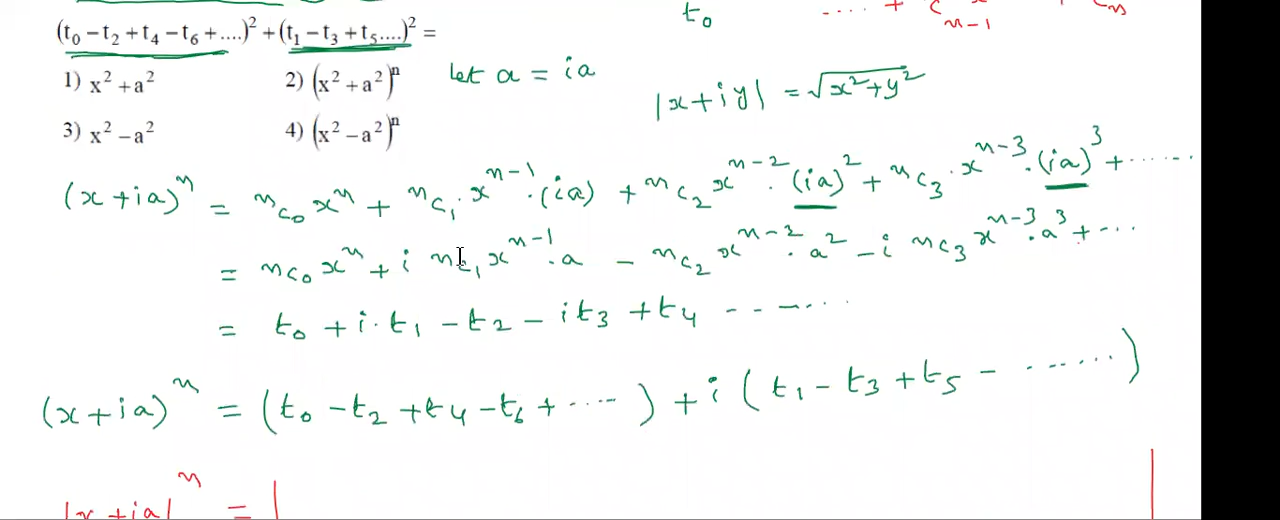 t₀ .... + C n-1
(t₀ – t₂ + t₄ – t₆ + ....)² + (t₁ – t₃ + t₅....)² =
1) x² + a² 2) (x² + a²)ⁿ let a = ia
|x+iy| = √(x²+y²)
3) x² – a² 4) (x² – a²)ⁿ
(x+ia)ⁿ = ⁿC₀ xⁿ + ⁿC₁. xⁿ⁻¹ .(ia) + ⁿC₂ xⁿ⁻² . (ia)² + ⁿC₃. xⁿ⁻³ .(ia)³ + ......
= ⁿC₀ xⁿ + i ⁿC₁ xⁿ⁻¹ . a – ⁿC₂ xⁿ⁻² . a² – i ⁿC₃ xⁿ⁻³ . a³ + ...
= t₀ + i. t₁ – t₂ – i t₃ + t₄ ......
(x+ia)ⁿ = (t₀ – t₂ + t₄ – t₆ + .....) + i (t₁ – t₃ + t₅ – ......)
|x+ia|ⁿ = | |